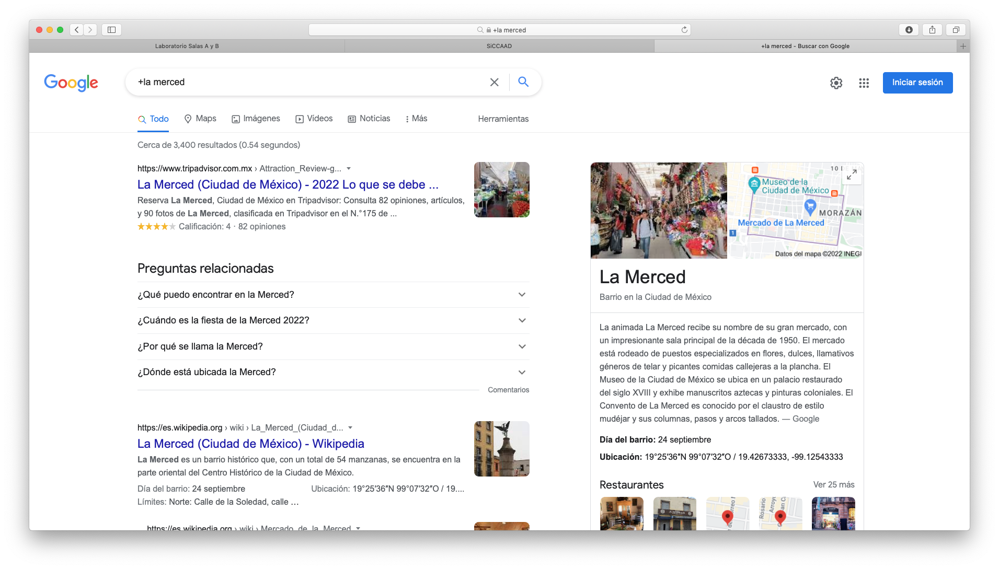 +la merced
Laboratorio Salas A y B
SiCCAAD
+la merced - Buscar con Google
Google
+la merced
Iniciar sesión
Todo
Maps
Imágenes
Vídeos
Noticias
Más
Herramientas
Cerca de 3,400 resultados (0.54 segundos)
https://www.tripadvisor.com.mx › Attraction_Review-g...
La Merced (Ciudad de México) - 2022 Lo que se debe ...
Reserva La Merced, Ciudad de México en Tripadvisor: Consulta 82 opiniones, artículos,
y 90 fotos de La Merced, clasificada en Tripadvisor en el N.°175 de ...
Calificación: 4 · 82 opiniones
Preguntas relacionadas
¿Qué puedo encontrar en la Merced?
¿Cuándo es la fiesta de la Merced 2022?
¿Por qué se llama la Merced?
¿Dónde está ubicada la Merced?
Comentarios
https://es.wikipedia.org › wiki › La_Merced_(Ciudad_d...
La Merced (Ciudad de México) - Wikipedia
La Merced es un barrio histórico que, con un total de 54 manzanas, se encuentra en la
parte oriental del Centro Histórico de la Ciudad de México.
Día del barrio: 24 septiembre
Ubicación: 19°25′36″N 99°07′32″O / 19....
Límites: Norte: Calle de la Soledad, calle ...
https://es.wikipedia.org › wiki › Mercado_de_la_Merced
10 DE MA
Museo de la
Ciudad de México
MORAZÁN
Mercado de La Merced
1
Datos del mapa ©2022 INEGI
La Merced
Barrio en la Ciudad de México
La animada La Merced recibe su nombre de su gran mercado, con
un impresionante sala principal de la década de 1950. El mercado
está rodeado de puestos especializados en flores, dulces, llamativos
géneros de telar y picantes comidas callejeras a la plancha. El
Museo de la Ciudad de México se ubica en un palacio restaurado
del siglo XVIII y exhibe manuscritos aztecas y pinturas coloniales. El
Convento de La Merced es conocido por el claustro de estilo
mudéjar y sus columnas, pasos y arcos tallados. — Google
Día del barrio: 24 septiembre
Ubicación: 19°25′36″N 99°07′32″O / 19.42673333, -99.12543333
Restaurantes
Ver 25 más
Rosario